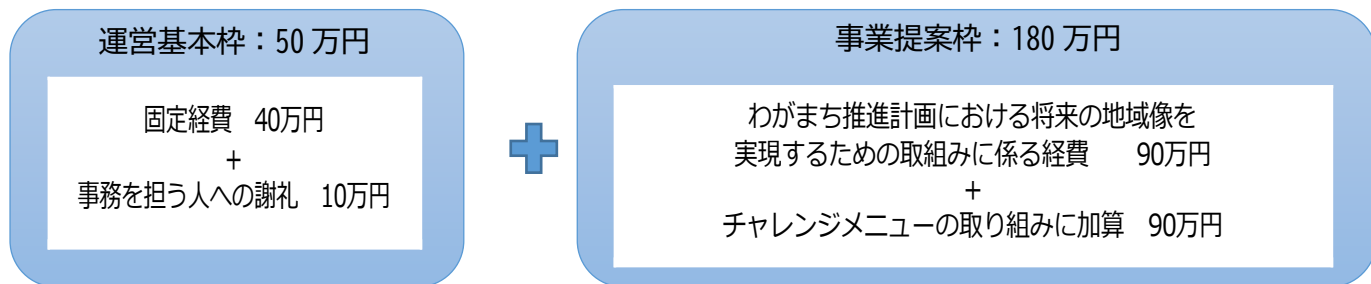 運営基本枠：50 万円
固定経費　40万円
+
事務を担う人への謝礼　10万円
事業提案枠：180 万円
わがまち推進計画における将来の地域像を
実現するための取組みに係る経費　　90万円
+
チャレンジメニューの取り組みに加算　90万円